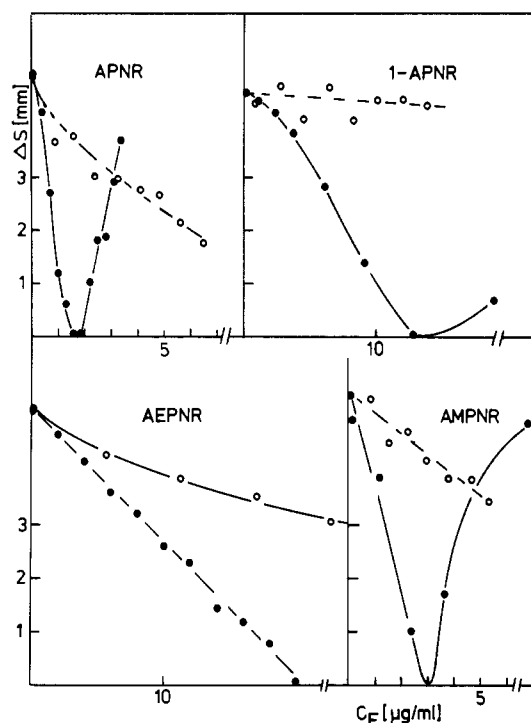 APNR
1-APNR
ΔS [mm]
3
2
1
5
10
AEPNR
AMPNR
3
2
1
10
5
C_F [µg/ml]